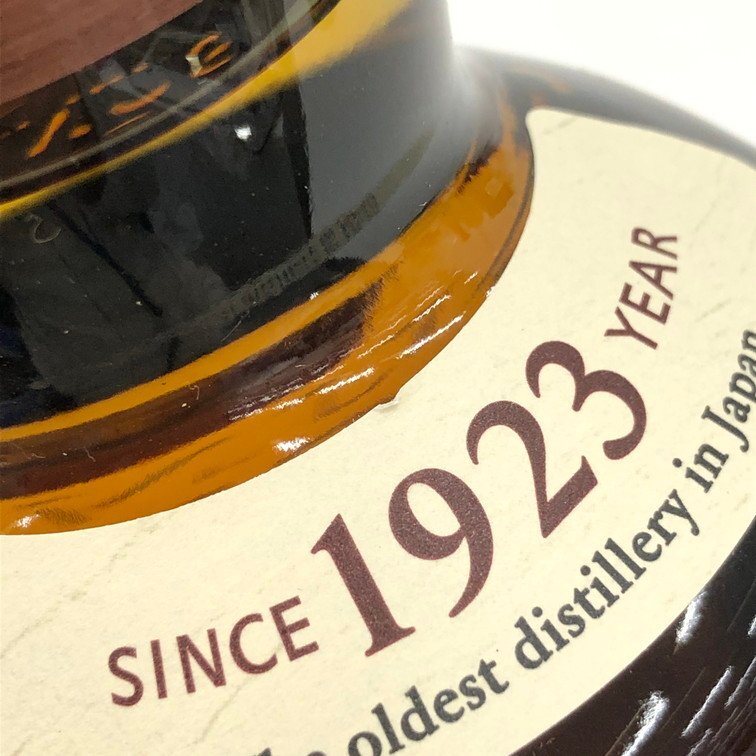 SINCE 1923 YEAR
oldest distillery in Japan